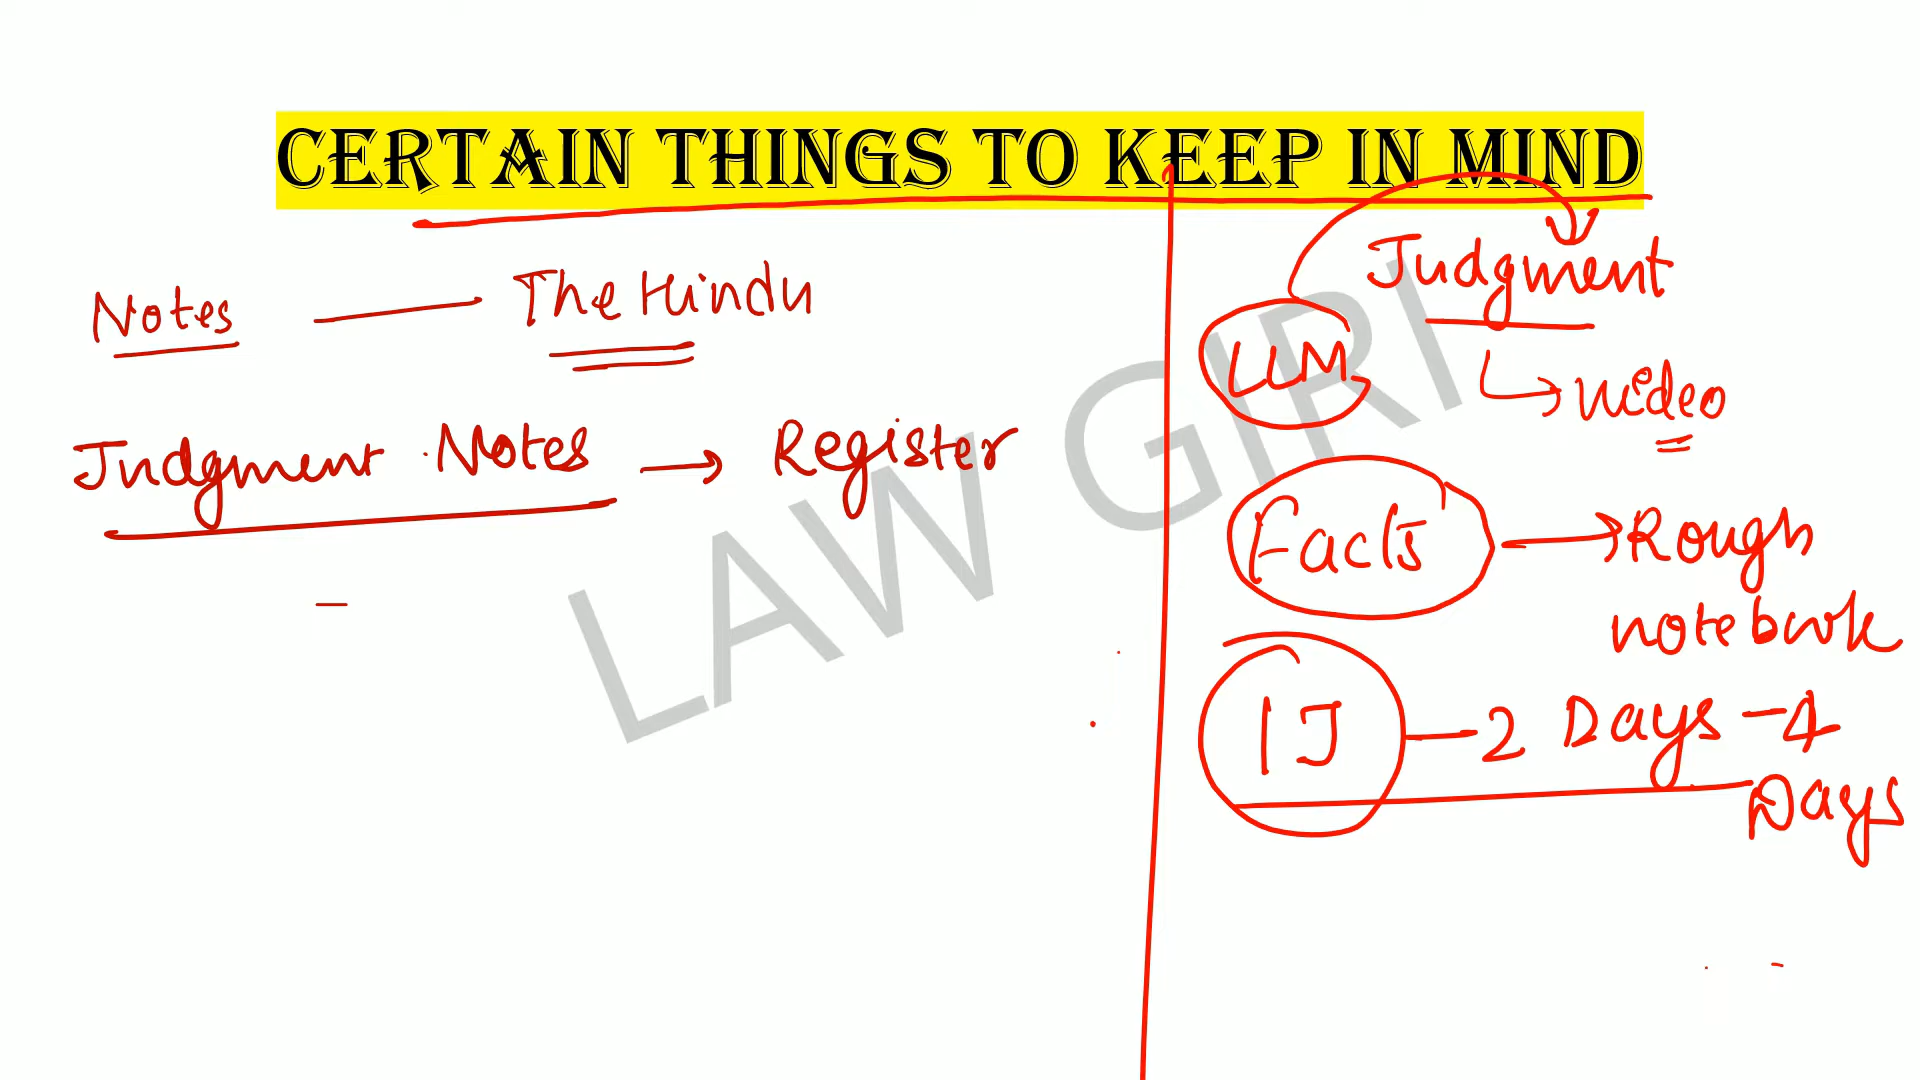 CERTAIN THINGS TO KEEP IN MIND
Notes — The Hindu
Judgment Notes → Register
Judgment
LLM
video
Facts → Rough
notebook
1 J — 2 Days - 4
Days
LAW GIRI